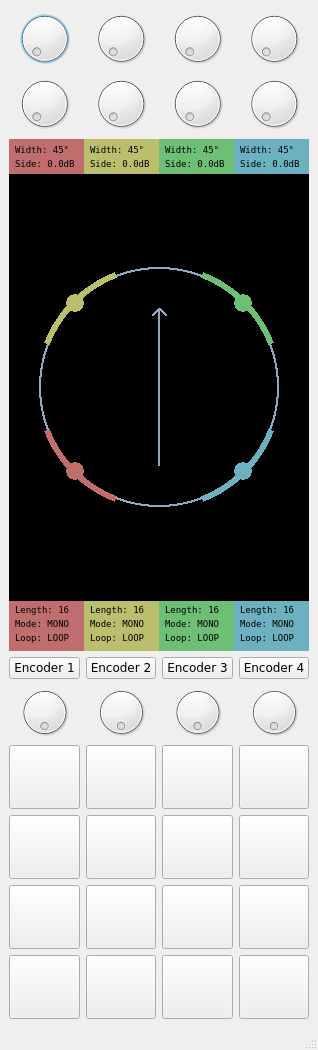 Width: 45° Width: 45° Width: 45° Width: 45°
Side: 0.0dB Side: 0.0dB Side: 0.0dB Side: 0.0dB
Length: 16 Length: 16 Length: 16 Length: 16
Mode: MONO Mode: MONO Mode: MONO Mode: MONO
Loop: LOOP Loop: LOOP Loop: LOOP Loop: LOOP
Encoder 1 Encoder 2 Encoder 3 Encoder 4